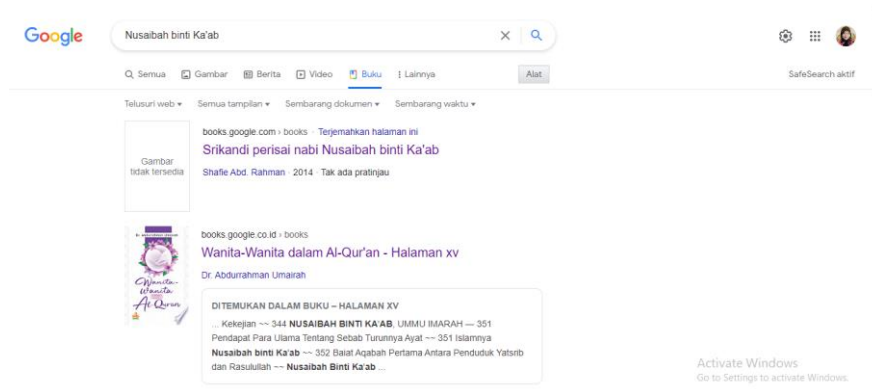 Google
Nusaibah binti Ka'ab
Semua Gambar Berita Video Buku Lainnya Alat SafeSearch aktif
Telusuri web Semua tampilan Sembarang dokumen Sembarang waktu
books.google.com › books · Terjemahkan halaman ini
Gambar tidak tersedia
Srikandi perisai nabi Nusaibah binti Ka'ab
Shafie Abd. Rahman · 2014 · Tak ada pratinjau
books.google.co.id › books
Wanita-Wanita dalam Al-Qur'an - Halaman xv
Dr. Abdurrahman Umairah
Wanita-
Wanita
Al-Quran
DITEMUKAN DALAM BUKU – HALAMAN XV
... Kekejian ~~ 344 NUSAIBAH BINTI KA'AB, UMMU IMARAH — 351
Pendapat Para Ulama Tentang Sebab Turunnya Ayat ~~ 351 Islamnya
Nusaibah binti Ka'ab ~~ 352 Baiat Aqabah Pertama Antara Penduduk Yatsrib
dan Rasulullah ~~ Nusaibah Binti Ka'ab ...
Activate Windows
Go to Settings to activate Windows.